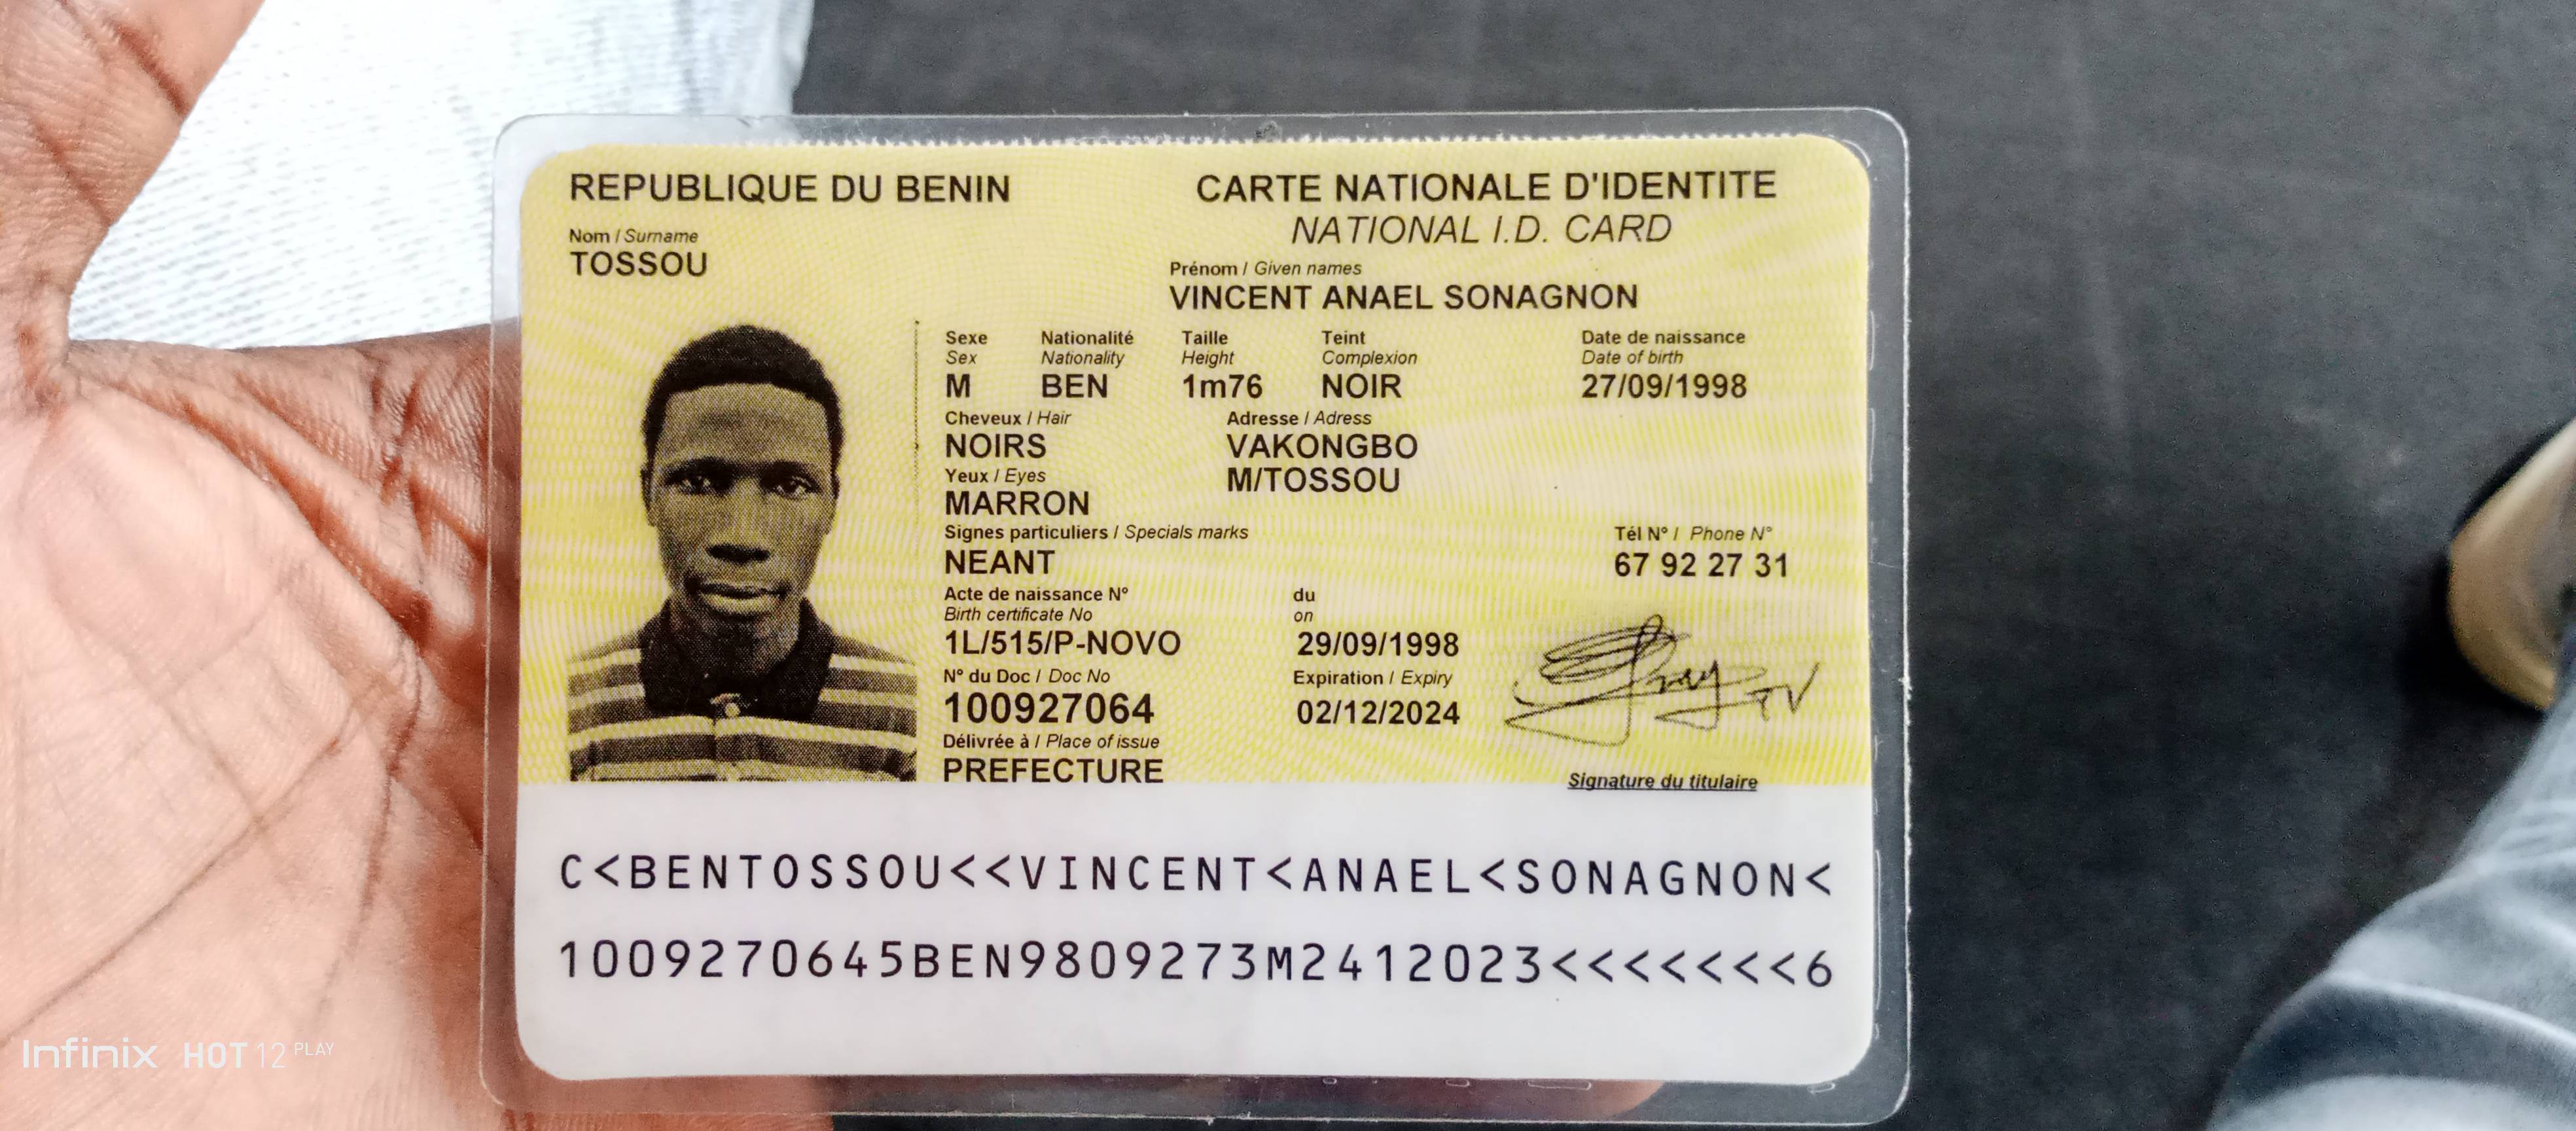 REPUBLIQUE DU BENIN
CARTE NATIONALE D'IDENTITE
NATIONAL I.D. CARD
Nom / Surname
TOSSOU
Prénom / Given names
VINCENT ANAEL SONAGNON
Sexe Nationalité Taille Teint Date de naissance
Sex Nationality Height Complexion Date of birth
M BEN 1m76 NOIR 27/09/1998
Cheveux / Hair Adresse / Adress
NOIRS VAKONGBO
Yeux / Eyes M/TOSSOU
MARRON
Signes particuliers / Specials marks Tél N° / Phone N°
NEANT 67 92 27 31
Acte de naissance N° du
Birth certificate No on
1L/515/P-NOVO 29/09/1998
N° du Doc / Doc No Expiration / Expiry
100927064 02/12/2024
Délivrée à / Place of issue
PREFECTURE
Signature du titulaire
C<BENTOSSOU<<VINCENT<ANAEL<SONAGNON<
1009270645BEN9809273M2412023<<<<<<<6
Infinix HOT 12 PLAY